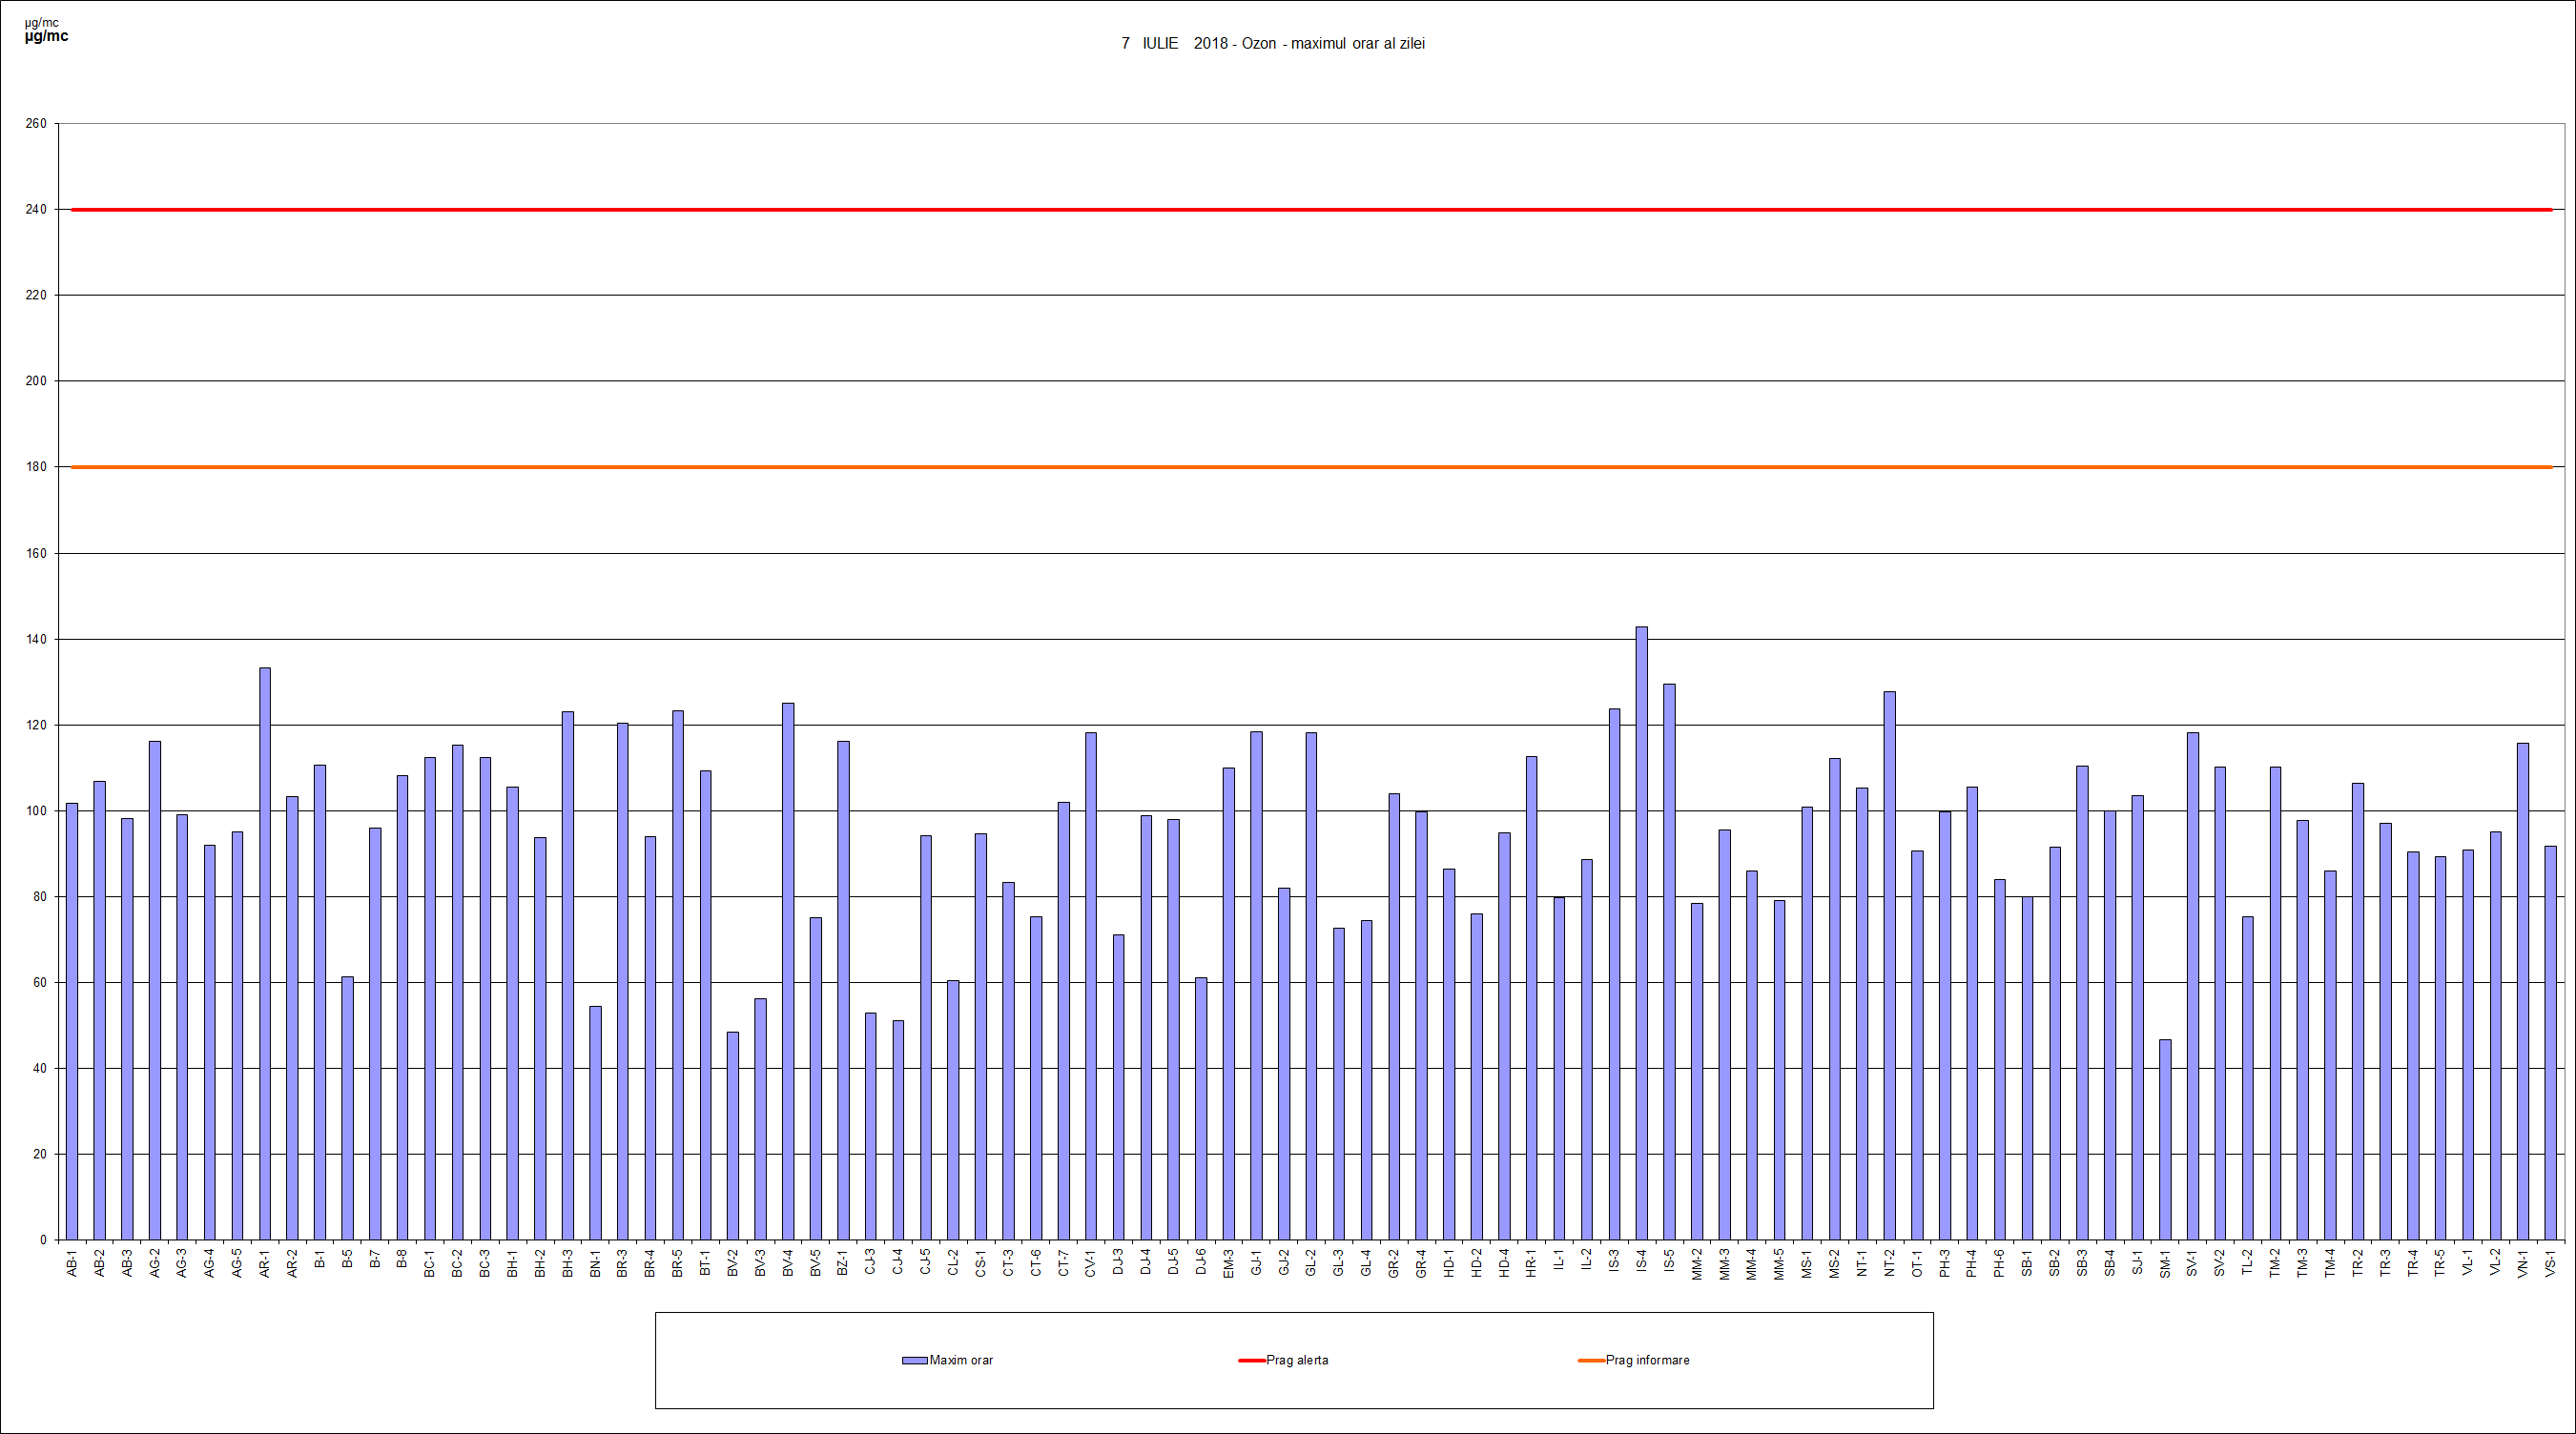 µg/mc
µg/mc
7 IULIE 2018 - Ozon - maximul orar al zilei
260
240
220
200
180
160
140
120
100
80
60
40
20
0
AB-1 AB-2 AB-3 AG-2 AG-3 AG-4 AG-5 AR-1 AR-2 B-1 B-5 B-7 B-8 BC-1 BC-2 BC-3 BH-1 BH-2 BH-3 BN-1 BR-3 BR-4 BR-5 BT-1 BV-2 BV-3 BV-4 BV-5 BZ-1 CJ-3 CJ-4 CJ-5 CL-2 CS-1 CT-3 CT-6 CT-7 CV-1 DJ-3 DJ-4 DJ-5 DJ-6 EM-3 GJ-1 GJ-2 GL-2 GL-3 GL-4 GR-2 GR-4 HD-1 HD-2 HD-4 HR-1 IL-1 IL-2 IS-3 IS-4 IS-5 MM-2 MM-3 MM-4 MM-5 MS-1 MS-2 NT-1 NT-2 OT-1 PH-3 PH-4 PH-6 SB-1 SB-2 SB-3 SB-4 SJ-1 SM-1 SV-1 SV-2 TL-2 TM-2 TM-3 TM-4 TR-2 TR-3 TR-4 TR-5 VL-1 VL-2 VN-1 VS-1
Maxim orar Prag alerta Prag informare